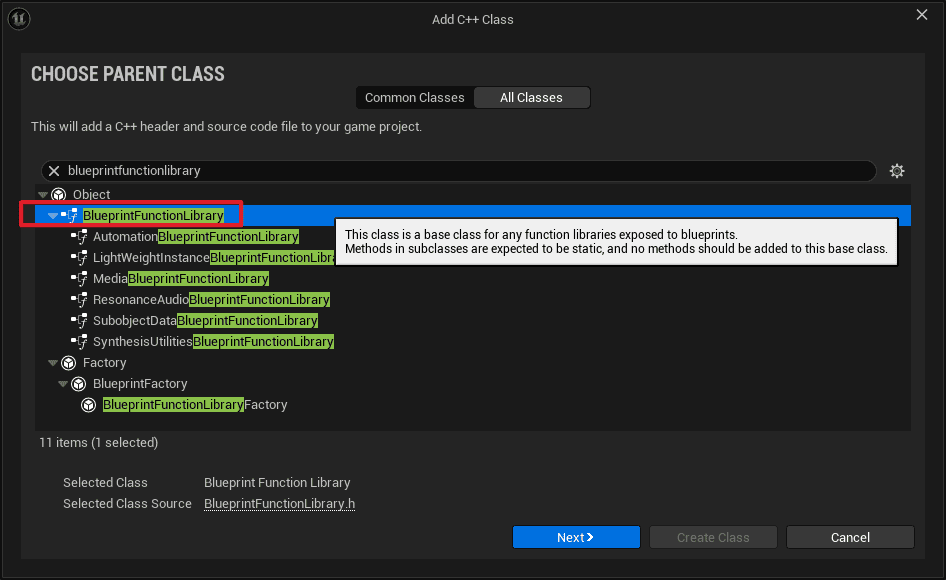 Add C++ Class
CHOOSE PARENT CLASS
Common Classes
All Classes
This will add a C++ header and source code file to your game project.
blueprintfunctionlibrary
Object
BlueprintFunctionLibrary
This class is a base class for any function libraries exposed to blueprints.
Methods in subclasses are expected to be static, and no methods should be added to this base class.
AutomationBlueprintFunctionLibrary
LightWeightInstanceBlueprintFunctionLibra
MediaBlueprintFunctionLibrary
ResonanceAudioBlueprintFunctionLibrary
SubobjectDataBlueprintFunctionLibrary
SynthesisUtilitiesBlueprintFunctionLibrary
Factory
BlueprintFactory
BlueprintFunctionLibraryFactory
11 items (1 selected)
Selected Class Blueprint Function Library
Selected Class Source BlueprintFunctionLibrary.h
Next
Create Class
Cancel